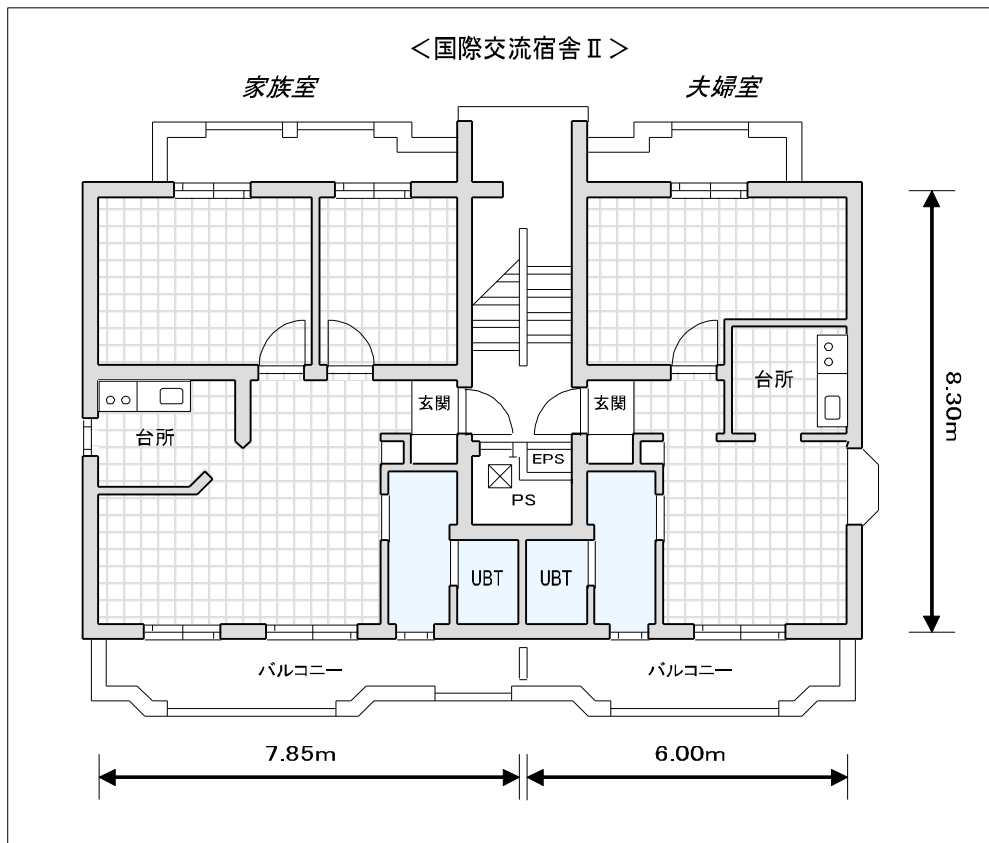 ＜国際交流宿舎Ⅱ＞
家族室
夫婦室
台所
玄関
玄関
台所
EPS
PS
UBT
UBT
8.30m
バルコニー
バルコニー
7.85m
6.00m